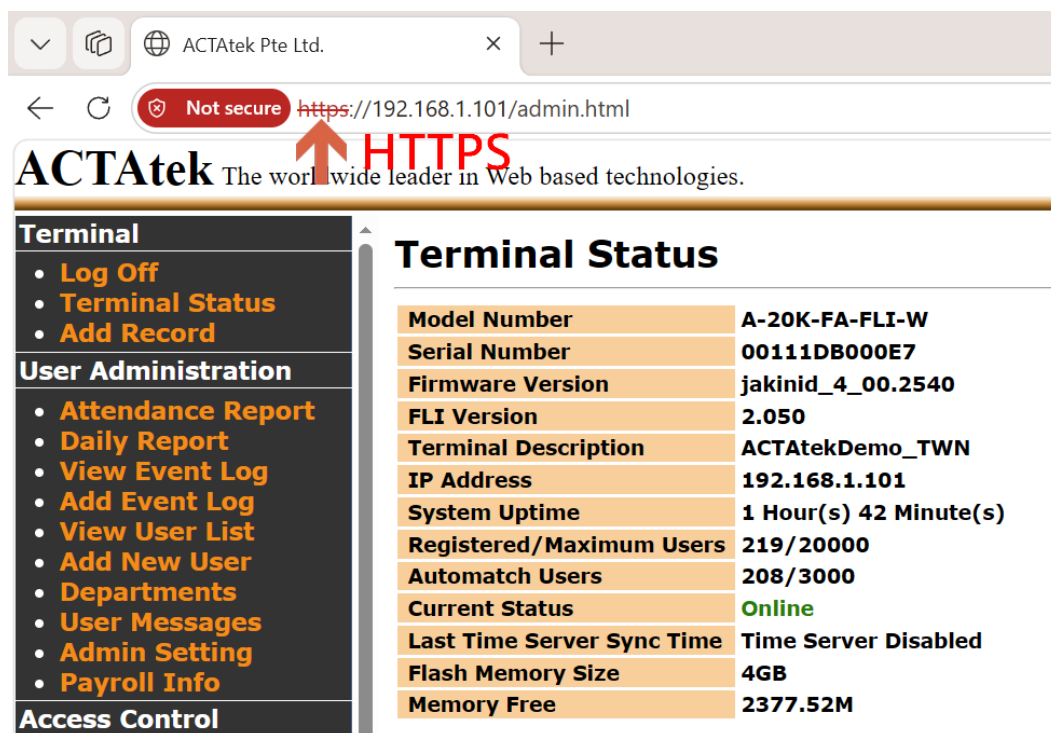 ACTAtek Pte Ltd.
Not secure https://192.168.1.101/admin.html
HTTPS
ACTAtek The worldwide leader in Web based technologies.
Terminal
Log Off
Terminal Status
Add Record
User Administration
Attendance Report
Daily Report
View Event Log
Add Event Log
View User List
Add New User
Departments
User Messages
Admin Setting
Payroll Info
Access Control
Terminal Status
Model Number A-20K-FA-FLI-W
Serial Number 00111DB000E7
Firmware Version jakinid_4_00.2540
FLI Version 2.050
Terminal Description ACTAtekDemo_TWN
IP Address 192.168.1.101
System Uptime 1 Hour(s) 42 Minute(s)
Registered/Maximum Users 219/20000
Automatch Users 208/3000
Current Status Online
Last Time Server Sync Time Time Server Disabled
Flash Memory Size 4GB
Memory Free 2377.52M